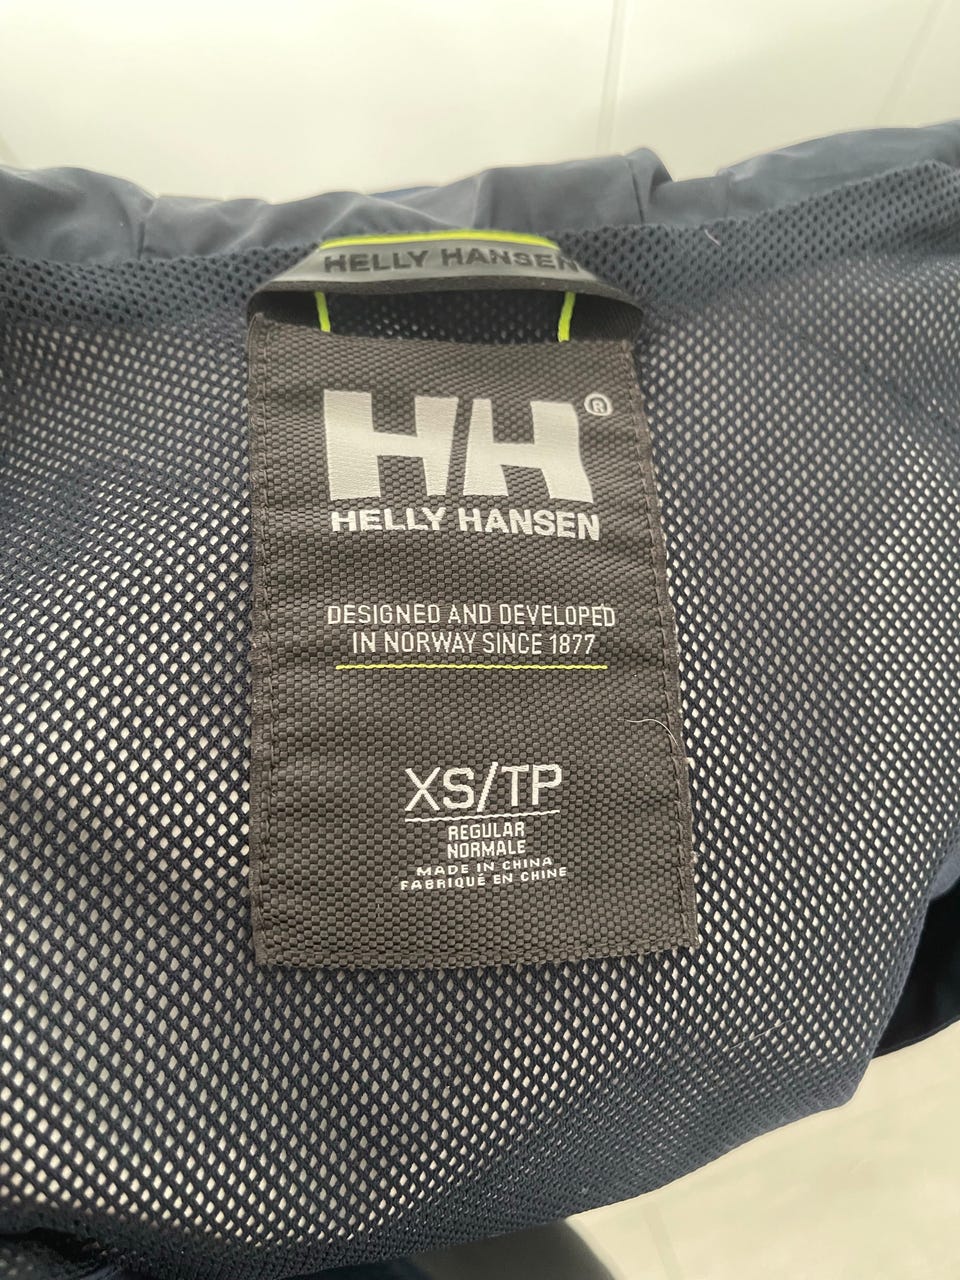 HELLY HANSEN
HH®
HELLY HANSEN
DESIGNED AND DEVELOPED
IN NORWAY SINCE 1877
XS/TP
REGULAR
NORMALE
MADE IN CHINA
FABRIQUÉ EN CHINE